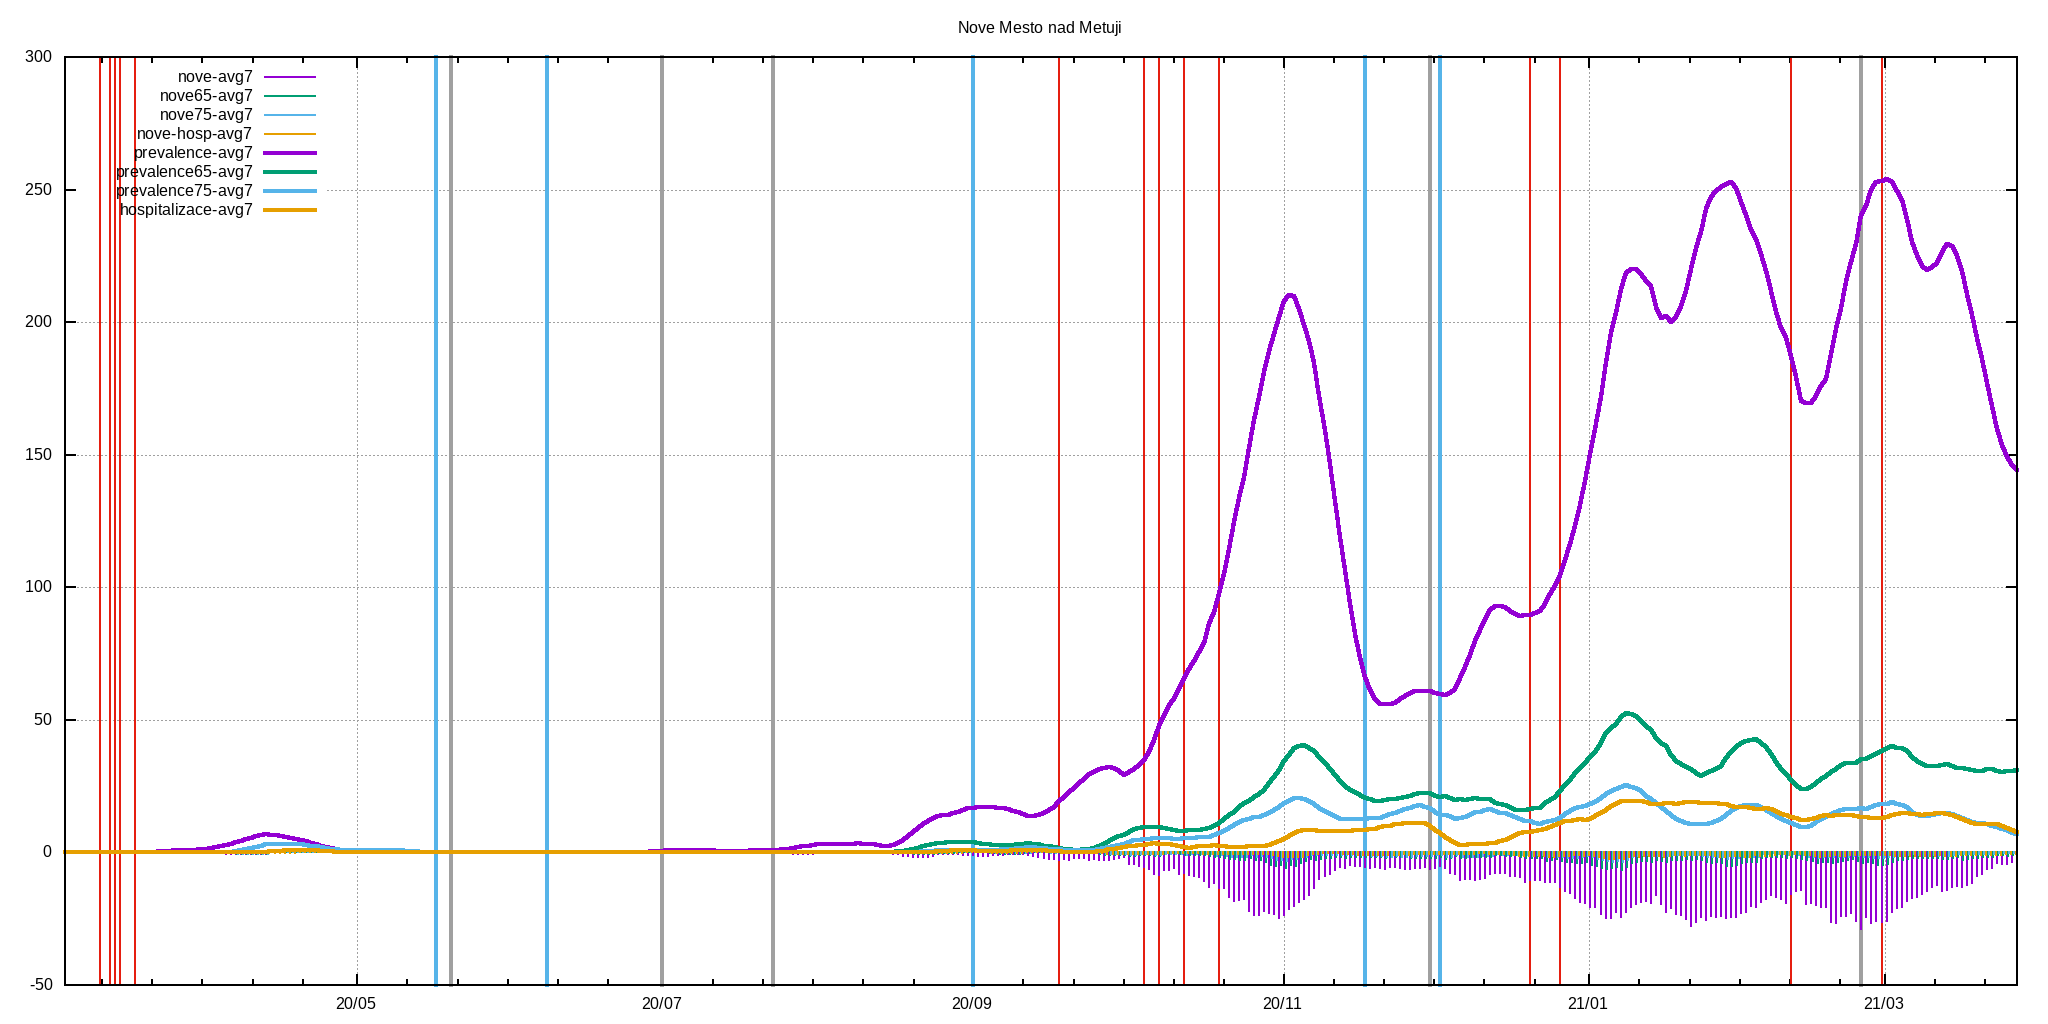 Nove Mesto nad Metuji
300
250
200
150
100
50
0
-50
nove-avg7
nove65-avg7
nove75-avg7
nove-hosp-avg7
prevalence-avg7
prevalence65-avg7
prevalence75-avg7
hospitalizace-avg7
20/05 20/07 20/09 20/11 21/01 21/03